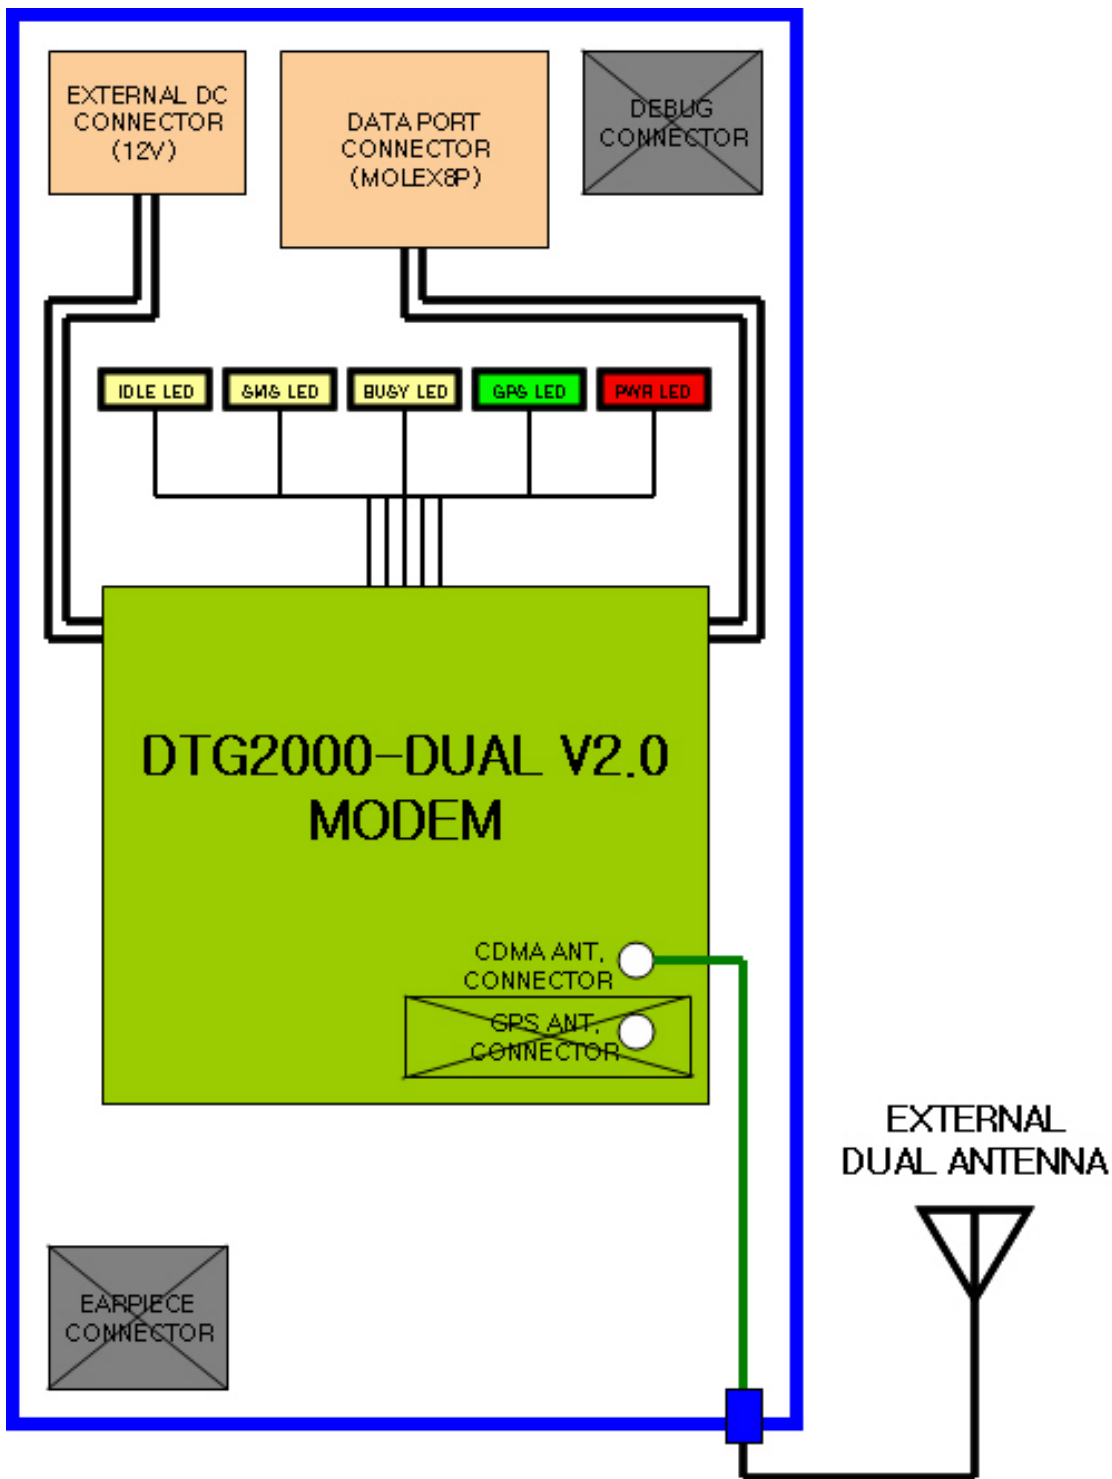 EXTERNAL DC
CONNECTOR
(12V)
DATA PORT
CONNECTOR
(MOLEX8P)
DEBUG
CONNECTOR
IDLE LED
SMS LED
BUSY LED
GPS LED
PWR LED
DTG2000-DUAL V2.0
MODEM
CDMA ANT.
CONNECTOR
GPS ANT.
CONNECTOR
EXTERNAL
DUAL ANTENNA
EARPIECE
CONNECTOR